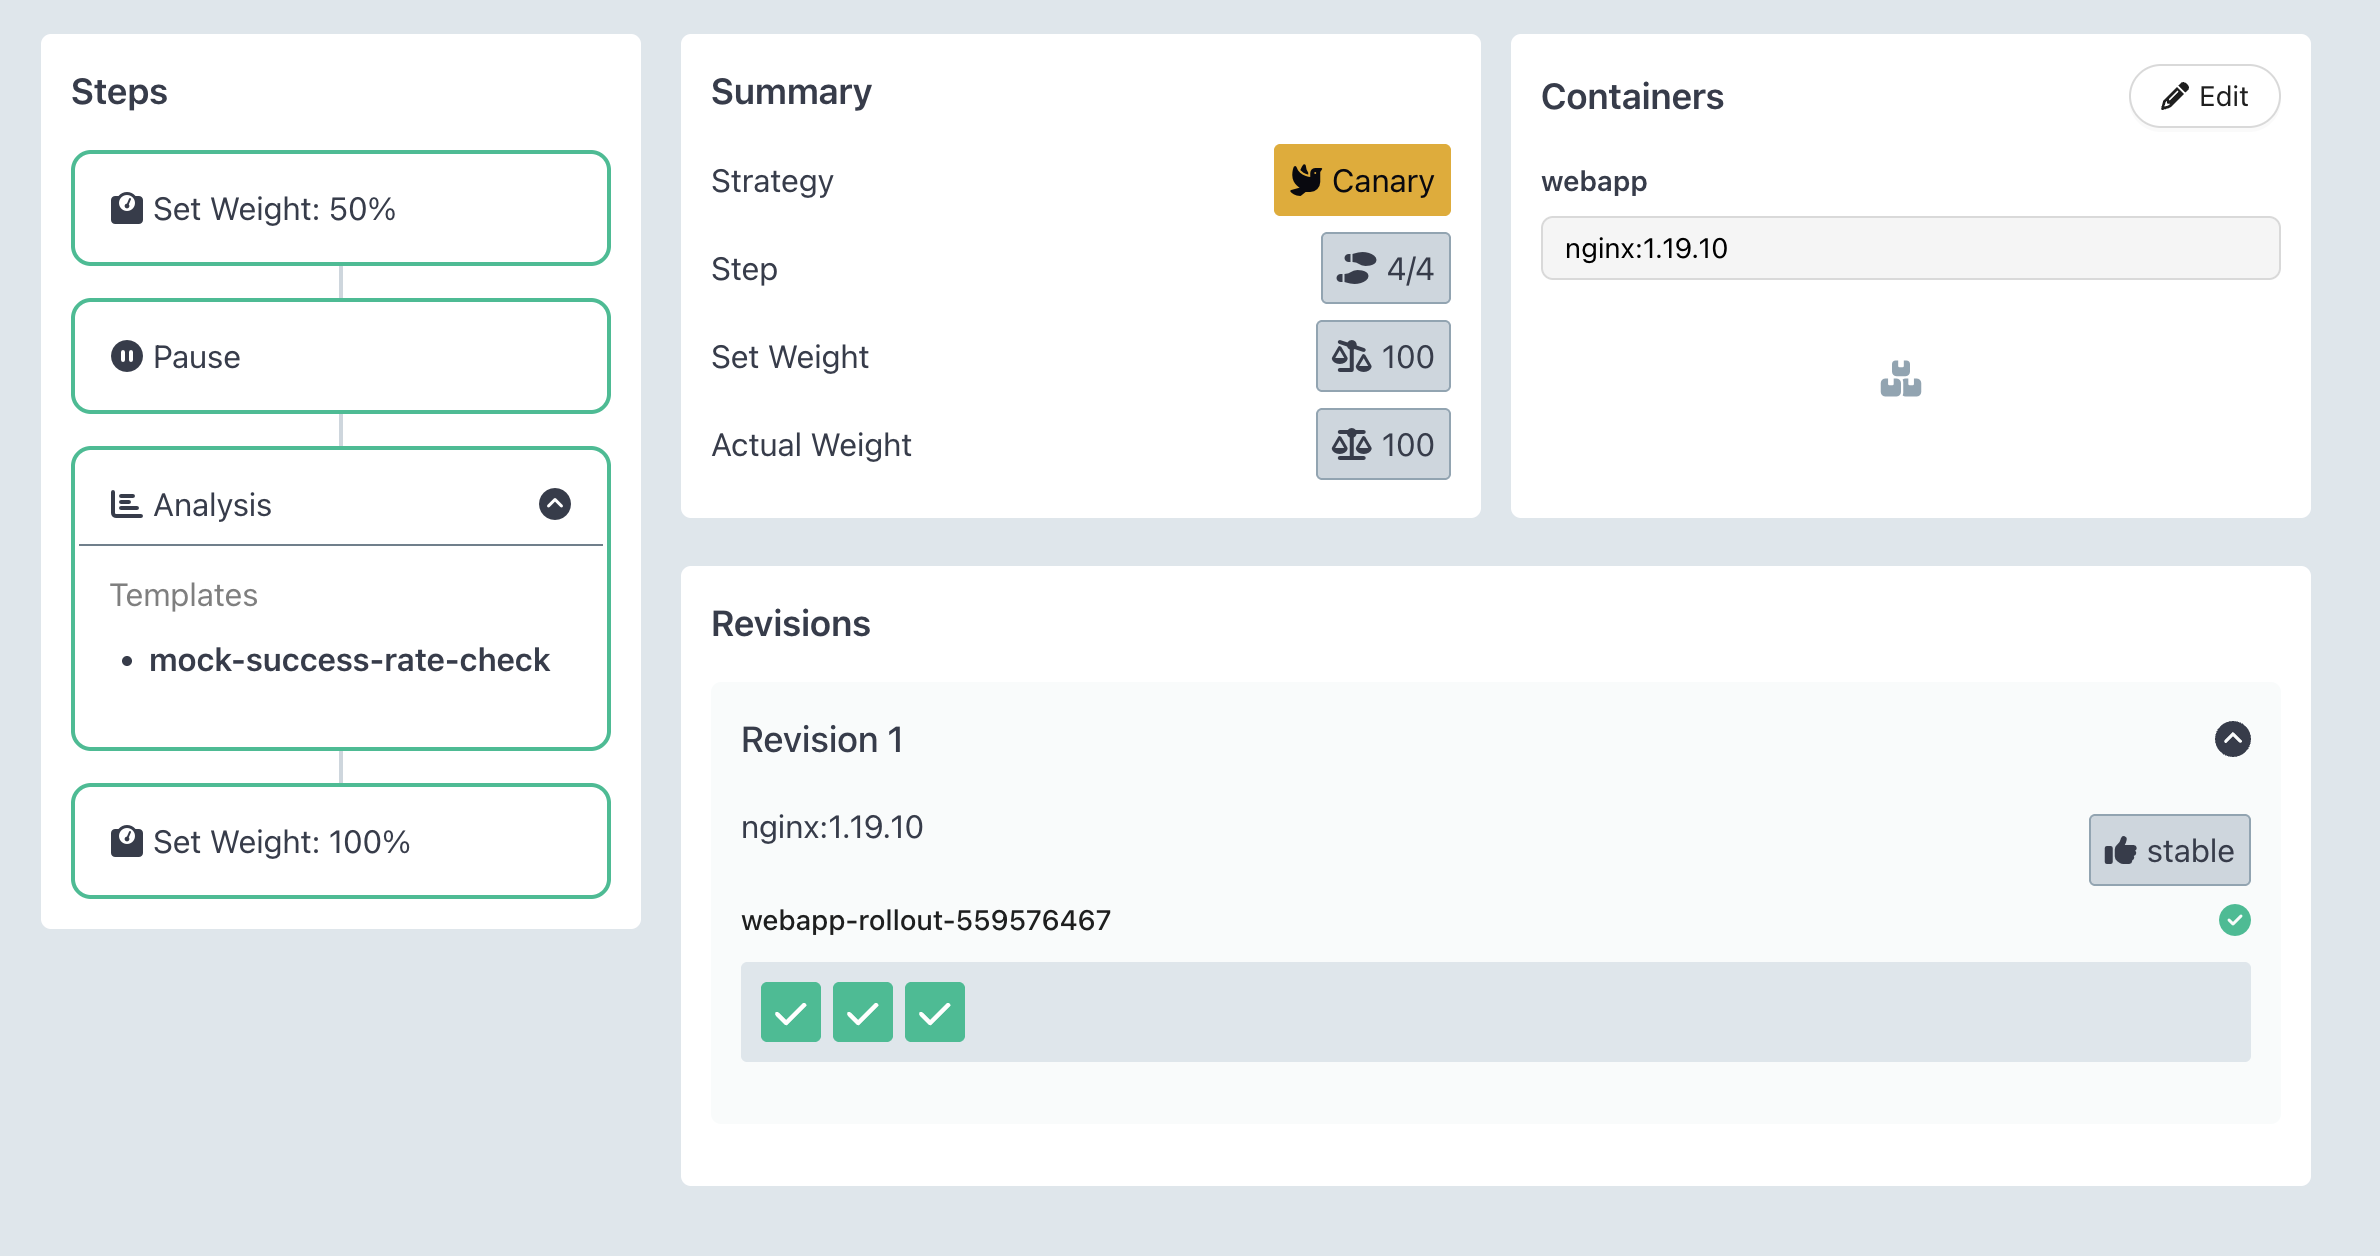 Steps
Set Weight: 50%
Pause
Analysis
Templates
• mock-success-rate-check
Set Weight: 100%
Summary
Strategy
Canary
Step
4/4
Set Weight
100
Actual Weight
100
Containers
Edit
webapp
nginx:1.19.10
Revisions
Revision 1
nginx:1.19.10
stable
webapp-rollout-559576467